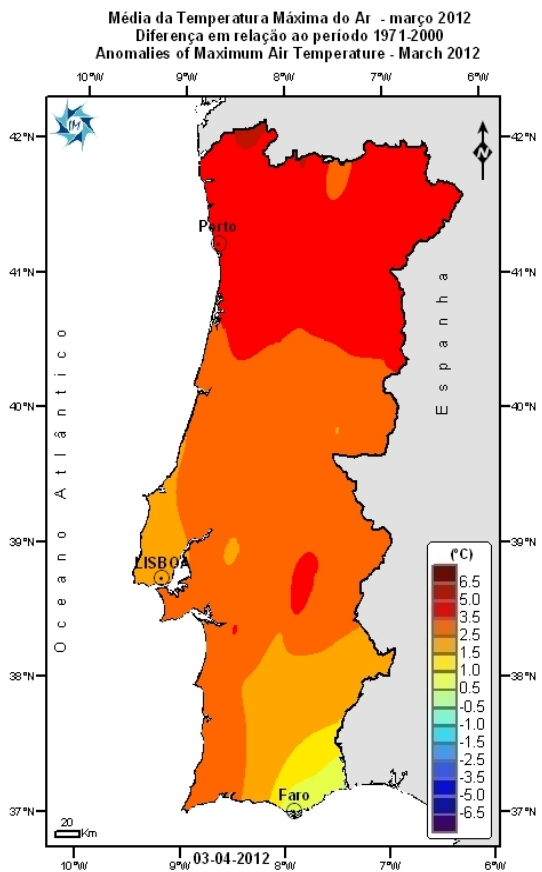 Média da Temperatura Máxima do Ar - março 2012
Diferença em relação ao período 1971-2000
Anomalies of Maximum Air Temperature - March 2012
10°W 9°W 8°W 7°W 6°W
IM
N
42°N 42°N
Porto
41°N 41°N
Espanha
Oceano Atlântico
40°N 40°N
39°N 39°N
LISBOA
(°C)
6.5
5.0
3.5
2.5
1.5
1.0
0.5
-0.5
-1.0
-1.5
-2.5
-3.5
-5.0
-6.5
38°N 38°N
Faro
37°N 37°N
20
Km
03-04-2012
10°W 9°W 8°W 7°W 6°W